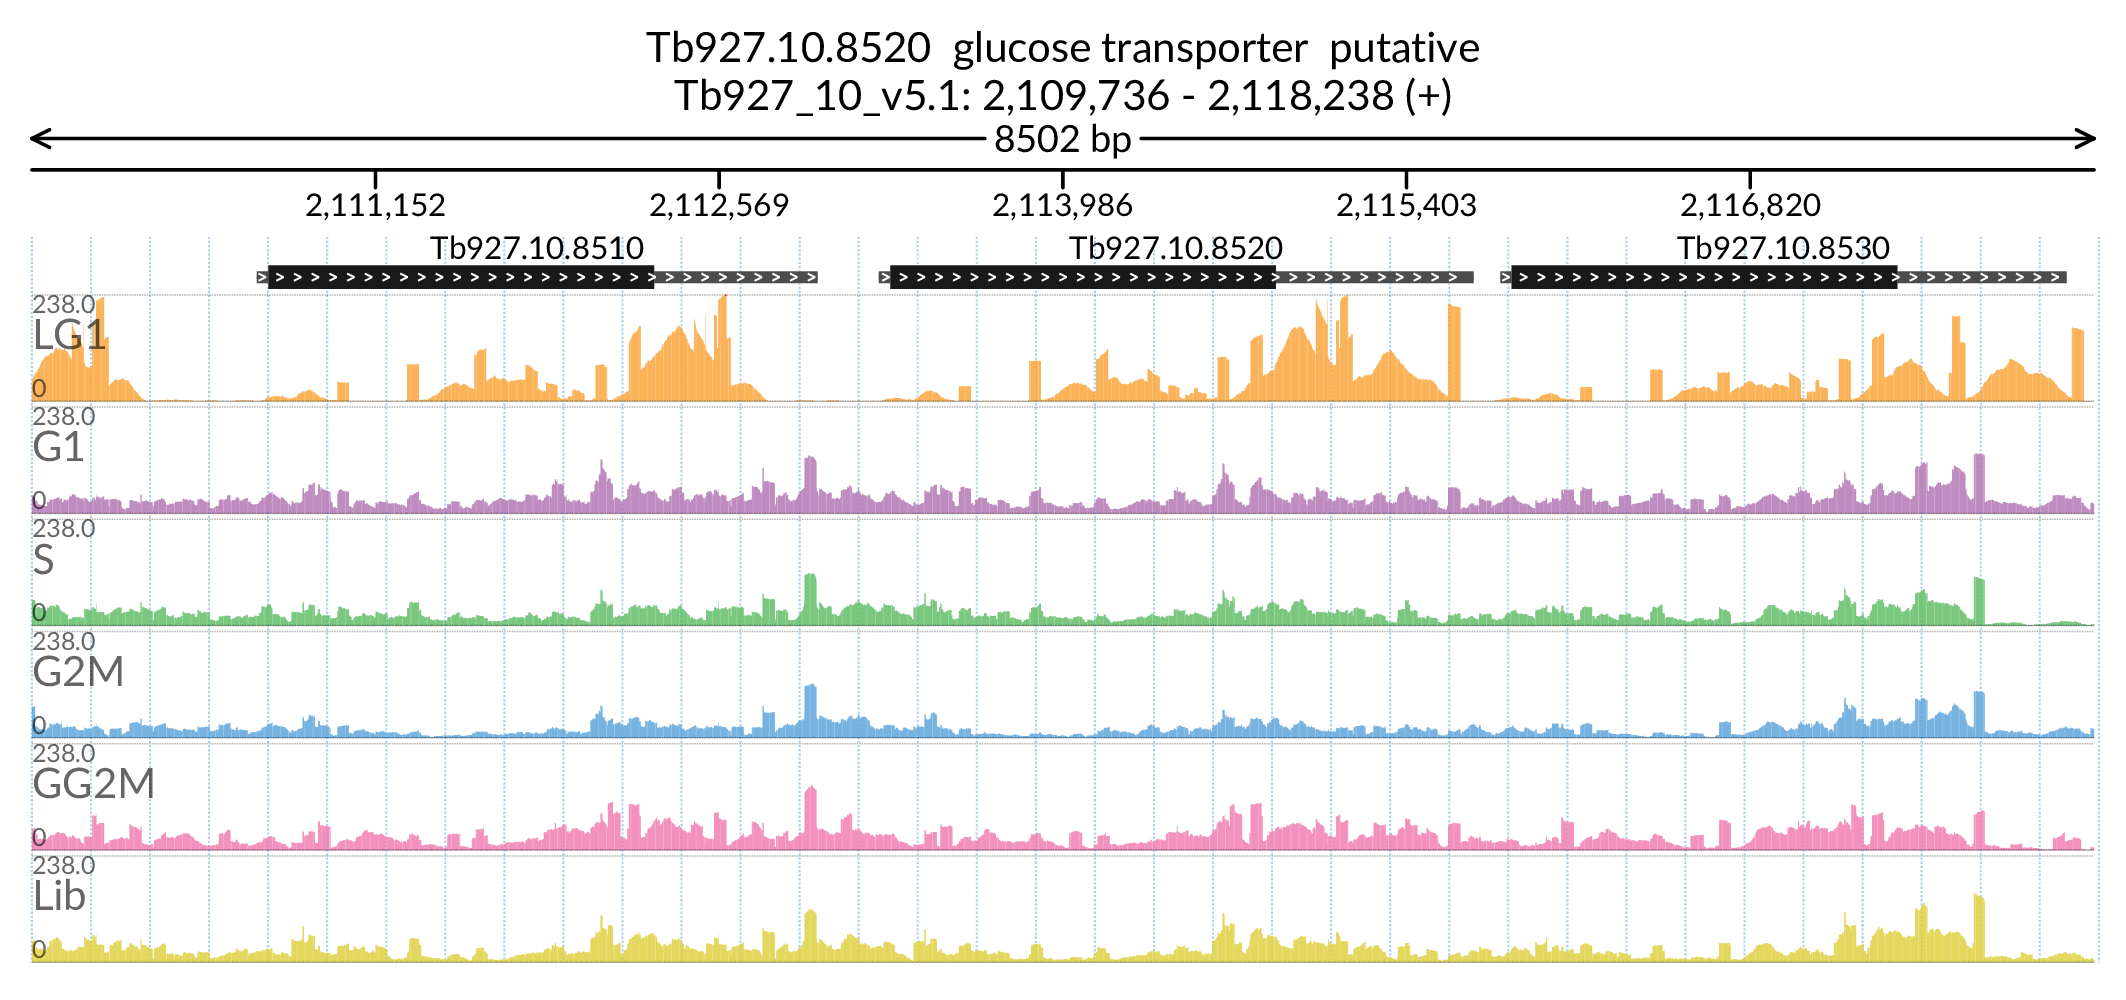 Tb927.10.8520 glucose transporter putative
Tb927_10_v5.1: 2,109,736 - 2,118,238 (+)
8502 bp
2,111,152 2,112,569 2,113,986 2,115,403 2,116,820
Tb927.10.8510 Tb927.10.8520 Tb927.10.8530
238.0
LG1
0
238.0
G1
0
238.0
S
0
238.0
G2M
0
238.0
GG2M
0
238.0
Lib
0